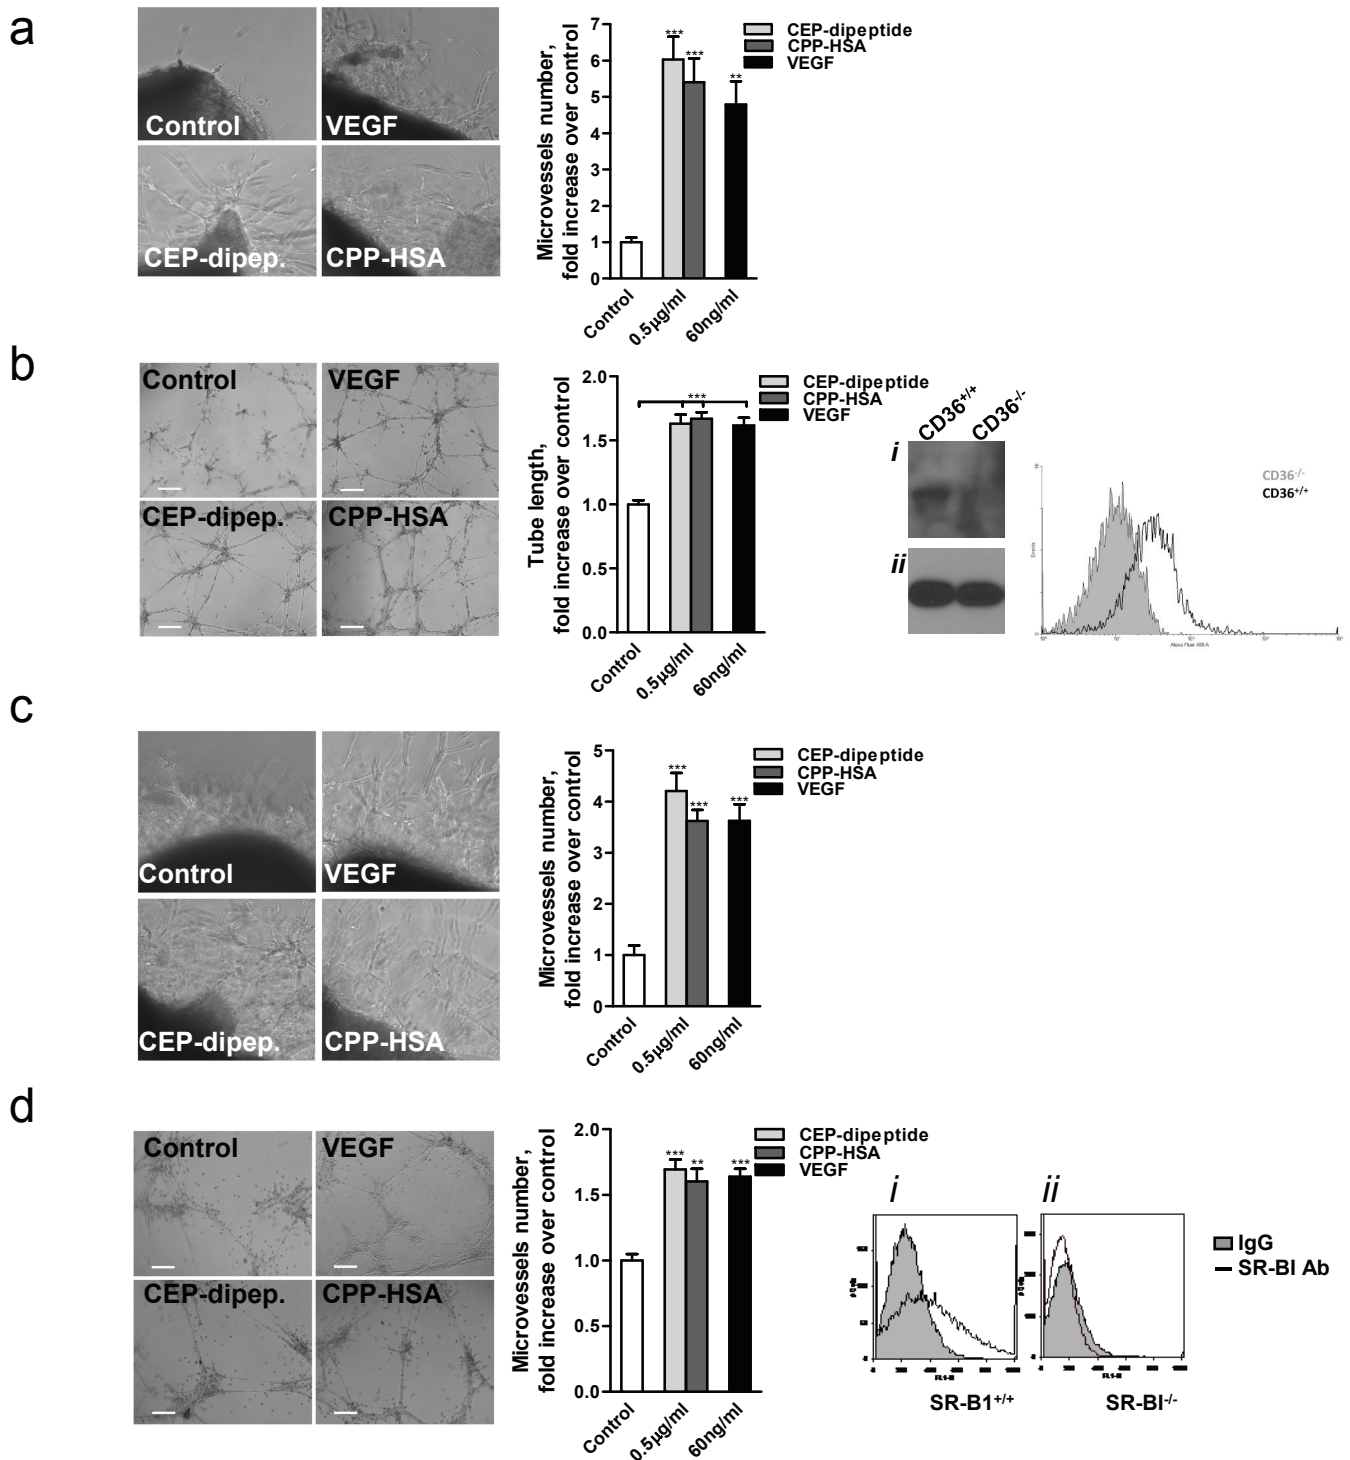 a
Control
VEGF
CEP-dipep.
CPP-HSA
Microvessels number,
fold increase over control
7
6
5
4
3
2
1
0
***
***
**
Control
0.5µg/ml
60ng/ml
CEP-dipeptide
CPP-HSA
VEGF
b
Control
VEGF
CEP-dipep.
CPP-HSA
Tube length,
fold increase over control
2.0
1.5
1.0
0.5
0.0
***
Control
0.5µg/ml
60ng/ml
CEP-dipeptide
CPP-HSA
VEGF
CD36+/+
CD36-/-
i
ii
CD36-/-
CD36+/+
Events
c
Control
VEGF
CEP-dipep.
CPP-HSA
Microvessels number,
fold increase over control
5
4
3
2
1
0
***
***
***
Control
0.5µg/ml
60ng/ml
CEP-dipeptide
CPP-HSA
VEGF
d
Control
VEGF
CEP-dipep.
CPP-HSA
Microvessels number,
fold increase over control
2.0
1.5
1.0
0.5
0.0
***
**
***
Control
0.5µg/ml
60ng/ml
CEP-dipeptide
CPP-HSA
VEGF
i
ii
IgG
SR-BI Ab
SR-B1+/+
SR-BI-/-